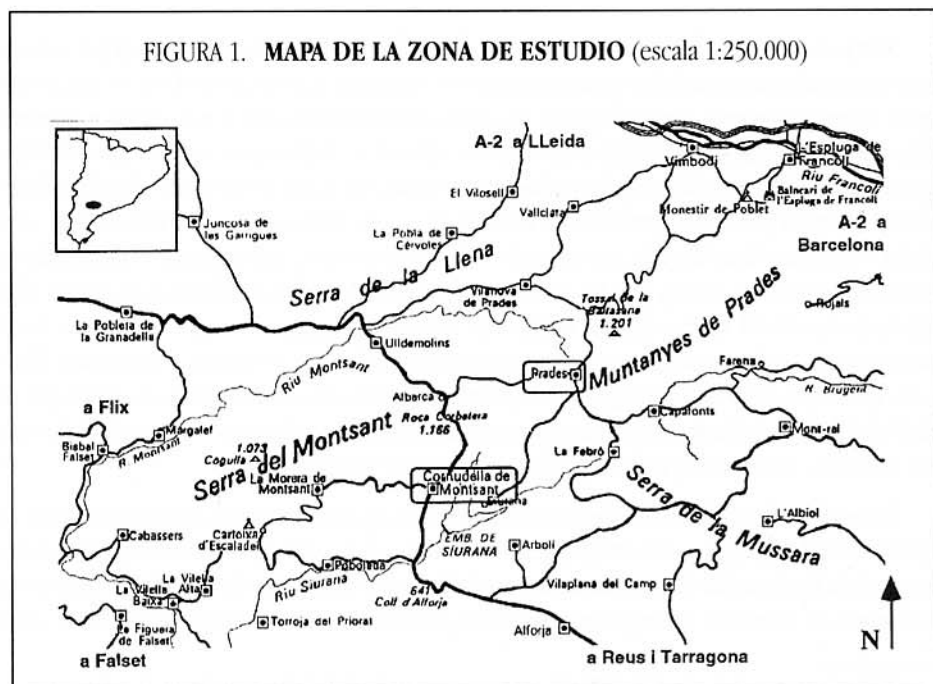 FIGURA 1. MAPA DE LA ZONA DE ESTUDIO (escala 1:250.000)
A-2 a LLeida
L'Espluga de
Francolí
Vimbodí
Riu Francolí
El Vilosell
Balneari de
l'Espluga de Francolí
Vallclara
Monestir de Poblet
Juncosa de
les Garrigues
La Pobla de
Cérvoles
A-2 a
Barcelona
Serra de la Llena
Vilanova
de Prades
Tossal de la
Baltasana
1.201
Rojals
La Pobleta de
la Granadella
Muntanyes de Prades
Ulldemolins
Riu Montsant
Prades
Farena
R. Brugent
Albarca
a Flix
Roca Corbatera
1.166
Capafonts
Margalef
Mont-ral
Bisbal
Falset
R. Montsant
1.073
Cogulla
Serra del Montsant
La Febró
La Morera de
Montsant
Cornudella de
Montsant
Siurana
Serra de la Mussara
L'Albiol
Cabassers
Cartoixa
d'Escaladei
EMB. DE
SIURANA
Arbolí
La Vilella
Alta
Poboleda
Vilaplana del Camp
La Vilella
Baixa
Riu Siurana
641
Coll d'Alforja
La Figuera
de Falset
Torroja del Priorat
Alforja
N
a Falset
a Reus i Tarragona